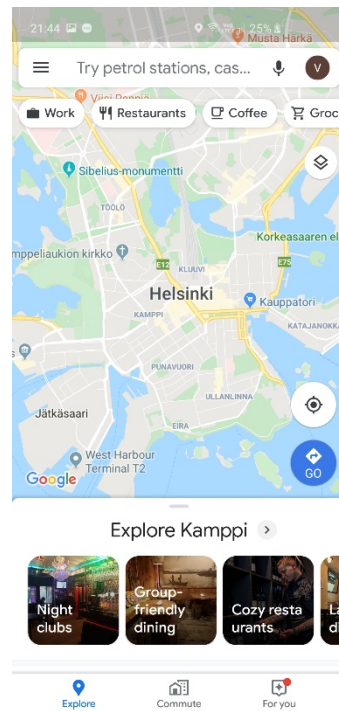 21:44
25%
Musta Härkä
Try petrol stations, cas...
V
Work
Restaurants
Coffee
Groc
Sibelius-monumentti
TÖÖLÖ
Korkeasaaren el
mppeliaukion kirkko
E12
KLUUVI
E75
Helsinki
Kauppatori
KAMPPI
KATAJANOKK
s
PUNAVUORI
ULLANLINNA
Jätkäsaari
EIRA
West Harbour
Terminal T2
Google
GO
Explore Kamppi
Night
clubs
Group-
friendly
dining
Cozy resta
urants
La
di
Explore
Commute
For you